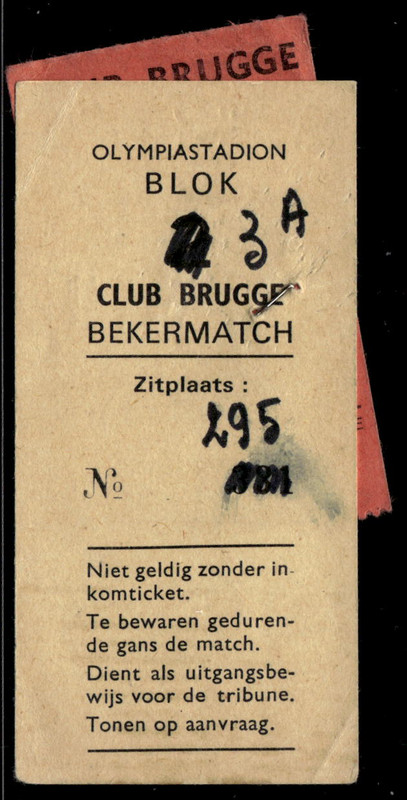 BRUGGE
OLYMPIASTADION
BLOK
3 A
CLUB BRUGGE
BEKERMATCH
Zitplaats :
295
No
Niet geldig zonder in-
komticket.
Te bewaren geduren-
de gans de match.
Dient als uitgangsbe-
wijs voor de tribune.
Tonen op aanvraag.